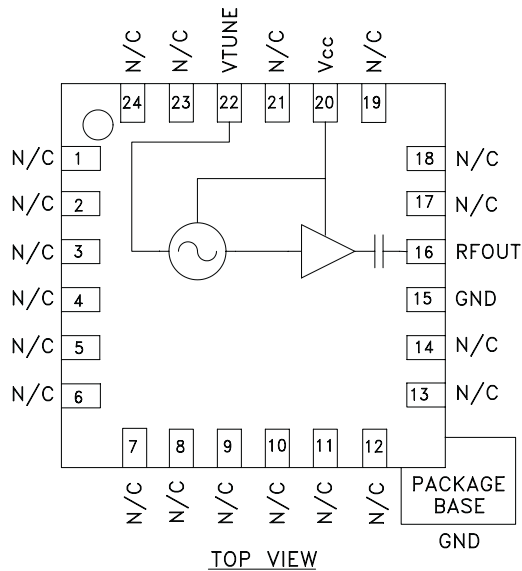 N/C
N/C
VTUNE
N/C
Vcc
N/C
24
23
22
21
20
19
N/C 1
18 N/C
N/C 2
17 N/C
N/C 3
16 RFOUT
N/C 4
15 GND
N/C 5
14 N/C
N/C 6
13 N/C
7
8
9
10
11
12
N/C
N/C
N/C
N/C
N/C
N/C
PACKAGE
BASE
GND
TOP VIEW